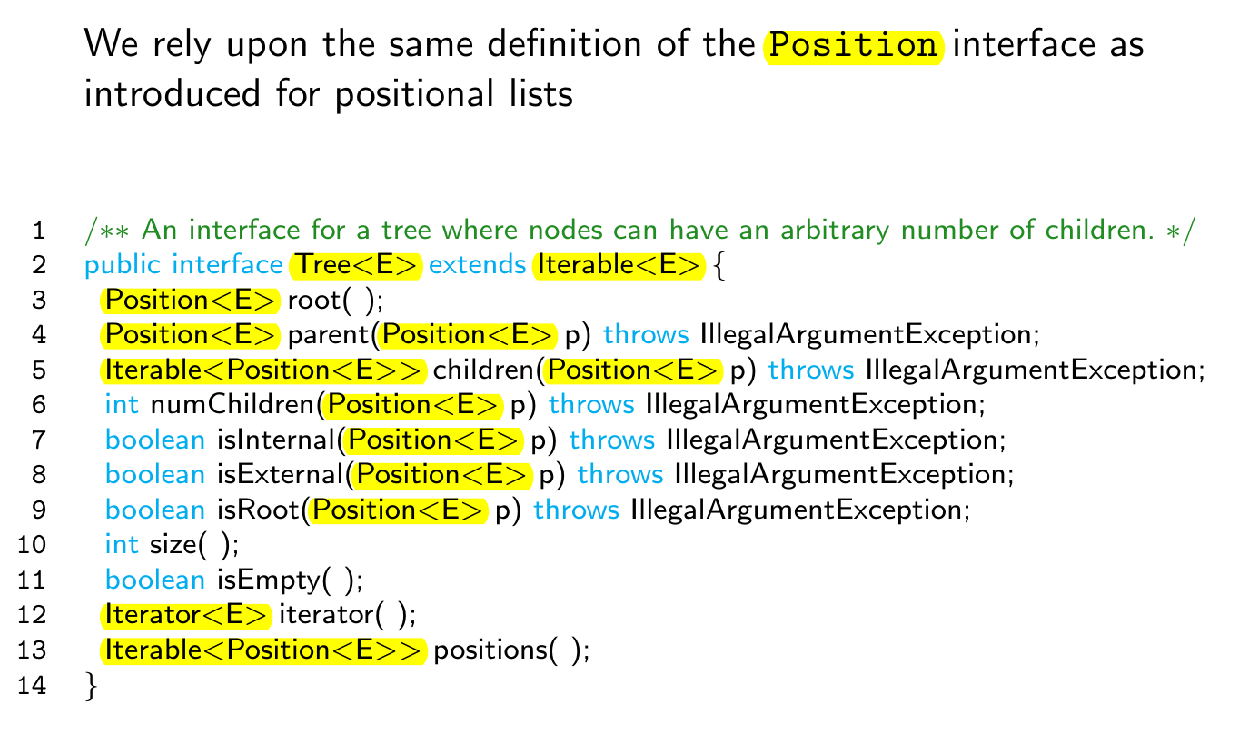 We rely upon the same definition of the Position interface as
introduced for positional lists
1 /** An interface for a tree where nodes can have an arbitrary number of children. */
2 public interface Tree<E> extends Iterable<E> {
3 Position<E> root( );
4 Position<E> parent(Position<E> p) throws IllegalArgumentException;
5 Iterable<Position<E>> children(Position<E> p) throws IllegalArgumentException;
6 int numChildren(Position<E> p) throws IllegalArgumentException;
7 boolean isInternal(Position<E> p) throws IllegalArgumentException;
8 boolean isExternal(Position<E> p) throws IllegalArgumentException;
9 boolean isRoot(Position<E> p) throws IllegalArgumentException;
10 int size( );
11 boolean isEmpty( );
12 Iterator<E> iterator( );
13 Iterable<Position<E>> positions( );
14 }